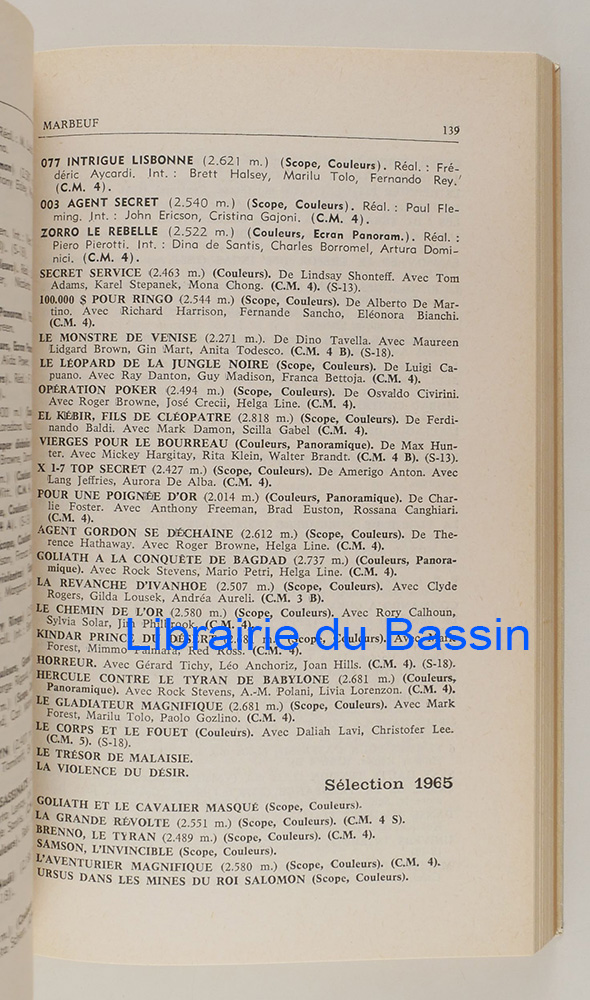 MARBEUF 139
077 INTRIGUE LISBONNE (2.621 m.) (Scope, Couleurs). Réal. : Fré-
déric Aycardi. Int. : Brett Halsey, Marilu Tolo, Fernando Rey.
(C.M. 4).
003 AGENT SECRET (2.540 m.) (Scope, Couleurs). Réal. : Paul Fle-
ming. Int. : John Ericson, Cristina Gajoni. (C.M. 4).
ZORRO LE REBELLE (2.522 m.) (Couleurs, Ecran Panoram.). Réal. :
Piero Pierotti. Int. : Dina de Santis, Charles Borromel, Arturo Domi-
nici. (C.M. 4).
SECRET SERVICE (2.463 m.) (Couleurs). De Lindsay Shonteff. Avec Tom
Adams, Karel Stepanek, Mona Chong. (C.M. 4). (S-13).
100.000 $ POUR RINGO (2.544 m.) (Scope, Couleurs). De Alberto De Mar-
tino. Avec Richard Harrison, Fernande Sancho, Eléonora Bianchi.
(C.M. 4).
LE MONSTRE DE VENISE (2.271 m.). De Dino Tavella. Avec Maureen
Lidgard Brown, Gin Mart, Anita Todesco. (C.M. 4 B). (S-18).
LE LÉOPARD DE LA JUNGLE NOIRE (Scope, Couleurs). De Luigi Ca-
puano. Avec Ray Danton, Guy Madison, Franca Bettoja. (C.M. 4).
OPÉRATION POKER (2.494 m.) (Scope, Couleurs). De Osvaldo Civirini.
Avec Roger Browne, José Crecii, Helga Line. (C.M. 4).
EL KÉBIR, FILS DE CLÉOPATRE (2.818 m.) (Scope, Couleurs). De Ferdi-
nando Baldi. Avec Mark Damon, Scilla Gabel (C.M. 4).
VIERGES POUR LE BOURREAU (Couleurs, Panoramique). De Max Hun-
ter. Avec Mickey Hargitay, Rita Klein, Walter Brandt. (C.M. 4 B). (S-13).
X 1-7 TOP SECRET (2.427 m.) (Scope, Couleurs). De Amerigo Anton. Avec
Lang Jeffries, Aurora De Alba. (C.M. 4).
POUR UNE POIGNÉE D'OR (2.014 m.) (Couleurs, Panoramique). De Char-
lie Foster. Avec Anthony Freeman, Brad Euston, Rossana Canghiari.
(C.M. 4).
AGENT GORDON SE DÉCHAINE (2.612 m.) (Scope, Couleurs). De The-
rence Hathaway. Avec Roger Browne, Helga Line. (C.M. 4).
GOLIATH A LA CONQUÊTE DE BAGDAD (2.737 m.) (Couleurs, Panora-
mique). Avec Rock Stevens, Mario Petri, Helga Line. (C.M. 4).
LA REVANCHE D'IVANHOE (2.507 m.) (Scope, Couleurs). Avec Clyde
Rogers, Gilda Lousek, Andréa Aureli. (C.M. 3 B).
LE CHEMIN DE L'OR (2.580 m.) (Scope, Couleurs). Avec Rory Calhoun,
Sylvia Solar, Jim Philbrook. (C.M. 4).
KINDAR PRINCE DU DÉSERT m.) (Scope, Couleurs). Avec Mark
Forest, Mimmo Palmara, Red Ross. (C.M. 4).
Librairie du Bassin
HORREUR. Avec Gérard Tichy, Léo Anchoriz, Joan Hills. (C.M. 4). (S-18).
HERCULE CONTRE LE TYRAN DE BABYLONE (2.681 m.) (Couleurs,
Panoramique). Avec Rock Stevens, A.-M. Polani, Livia Lorenzon. (C.M. 4).
LE GLADIATEUR MAGNIFIQUE (2.681 m.) (Scope, Couleurs). Avec Mark
Forest, Marilu Tolo, Paolo Gozlino. (C.M. 4).
LE CORPS ET LE FOUET (Couleurs). Avec Daliah Lavi, Christofer Lee.
(C.M. 5). (S-18).
LE TRÉSOR DE MALAISIE.
LA VIOLENCE DU DÉSIR.
Sélection 1965
GOLIATH ET LE CAVALIER MASQUÉ (Scope, Couleurs).
LA GRANDE RÉVOLTE (2.551 m.) (Scope, Couleurs). (C.M. 4 S).
BRENNO, LE TYRAN (2.489 m.) (Scope, Couleurs). (C.M. 4).
SAMSON, L'INVINCIBLE (Scope, Couleurs).
L'AVENTURIER MAGNIFIQUE (2.580 m.) (Scope, Couleurs). (C.M. 4).
URSUS DANS LES MINES DU ROI SALOMON (Scope, Couleurs).